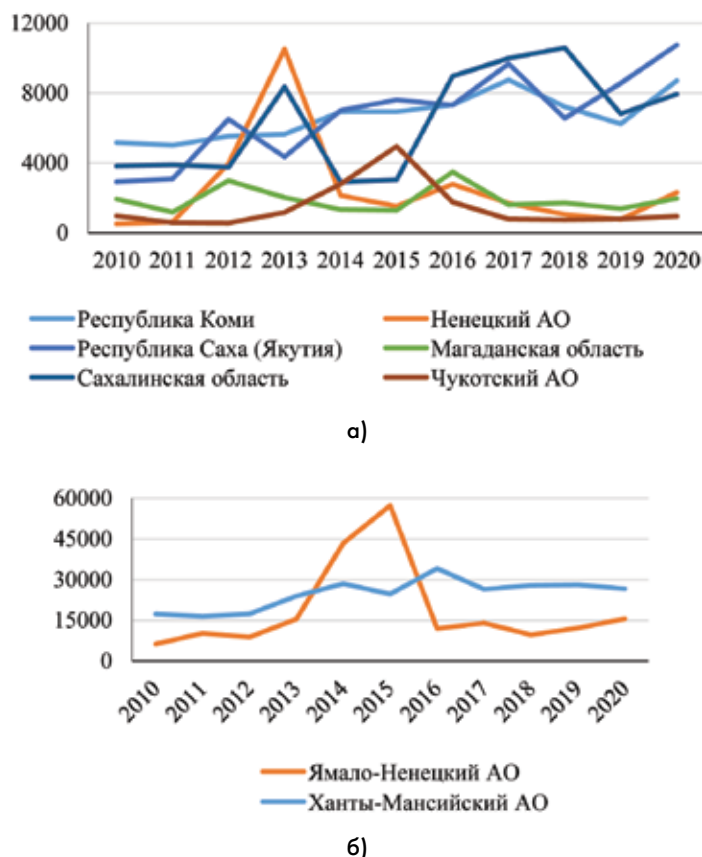 12000
8000
4000
0
2010 2011 2012 2013 2014 2015 2016 2017 2018 2019 2020
Республика Коми Ненецкий АО
Республика Саха (Якутия) Магаданская область
Сахалинская область Чукотский АО
а)
60000
45000
30000
15000
0
2010 2011 2012 2013 2014 2015 2016 2017 2018 2019 2020
Ямало-Ненецкий АО
Ханты-Мансийский АО
б)